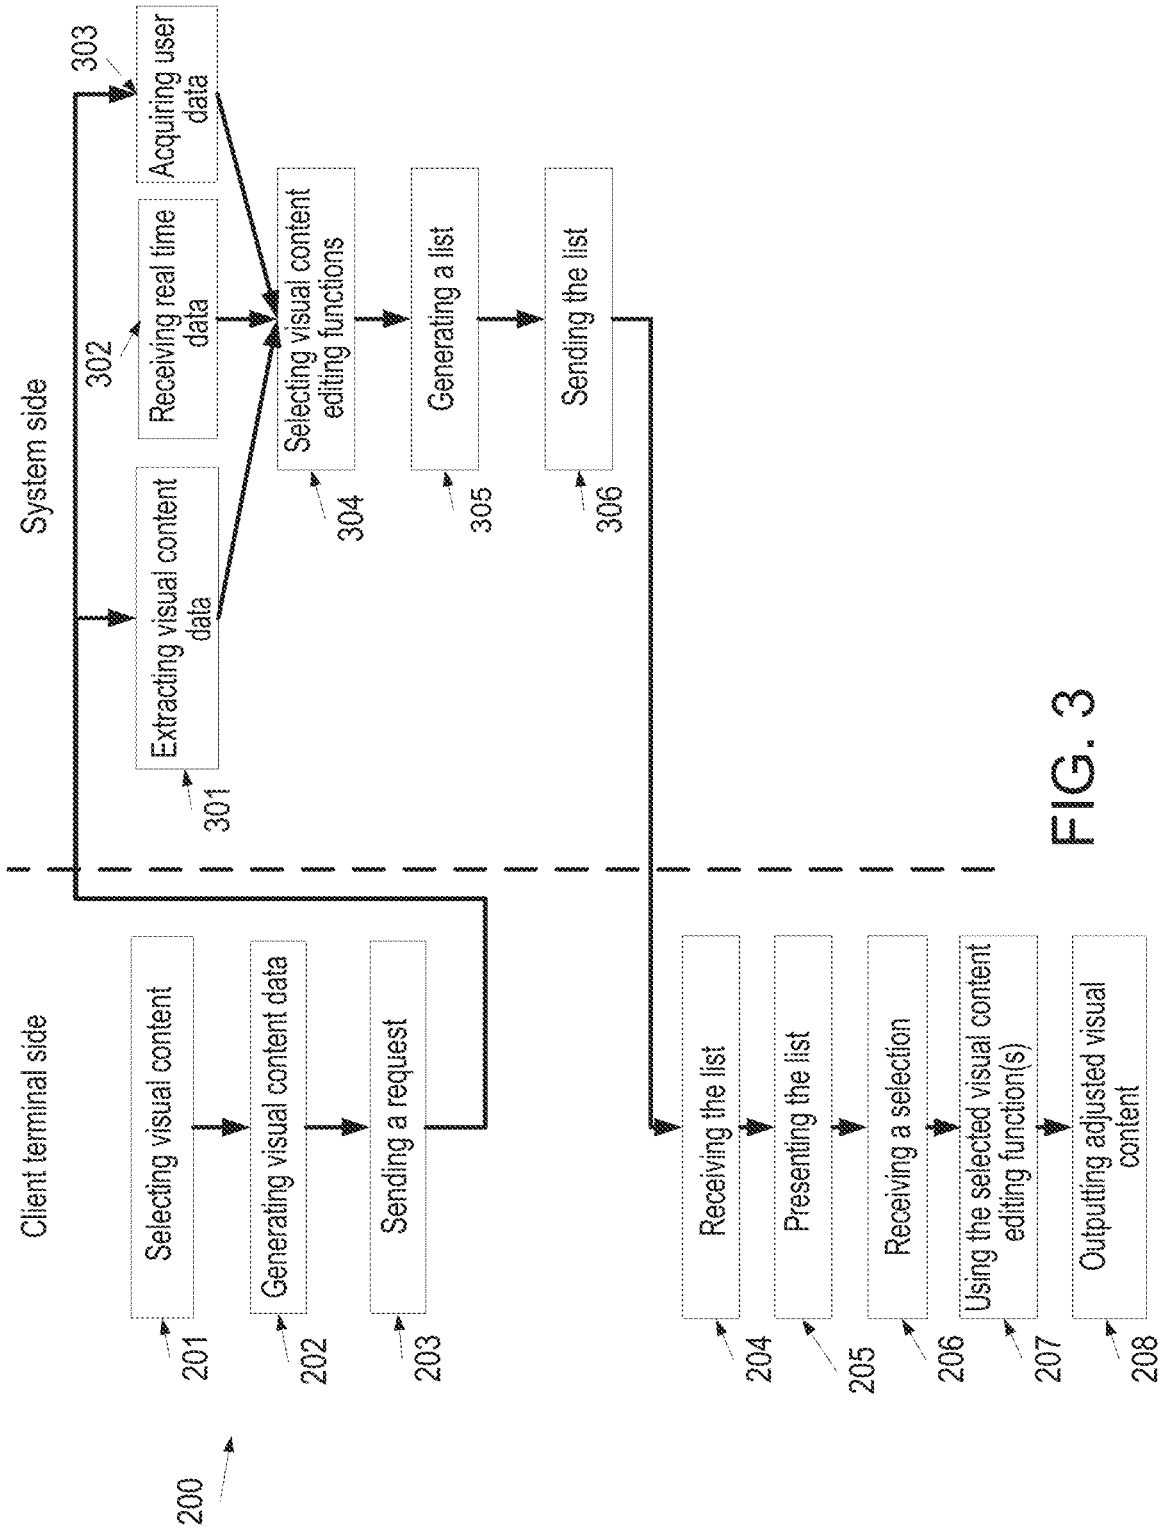 Client terminal side
System side
200
201
Selecting visual content
202
Generating visual content data
203
Sending a request
301
Extracting visual content
data
302
Receiving real time
data
303
Acquiring user
data
304
Selecting visual content
editing functions
305
Generating a list
306
Sending the list
204
Receiving the list
205
Presenting the list
206
Receiving a selection
207
Using the selected visual content
editing function(s)
208
Outputting adjusted visual
content
FIG. 3